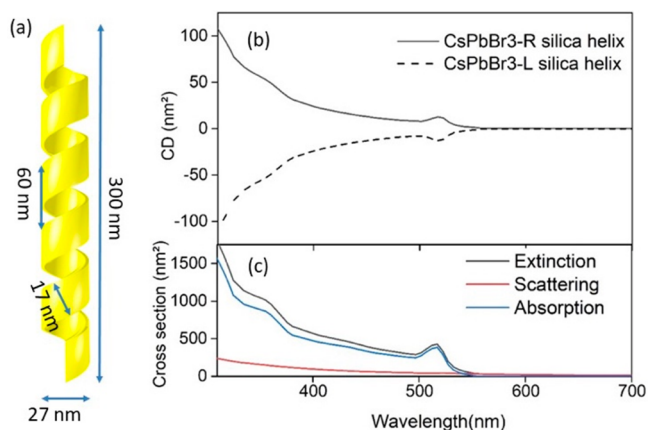 (a)
60 nm
300 nm
17 nm
27 nm
(b)
CsPbBr3-R silica helix
CsPbBr3-L silica helix
CD (nm²)
100
50
0
-50
-100
(c)
Extinction
Scattering
Absorption
Cross section (nm²)
1500
1000
500
0
400
500
600
700
Wavelength(nm)